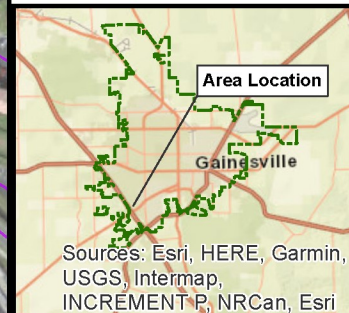 Area Location
Gainesville
Sources: Esri, HERE, Garmin,
USGS, Intermap,
INCREMENT P, NRCan, Esri